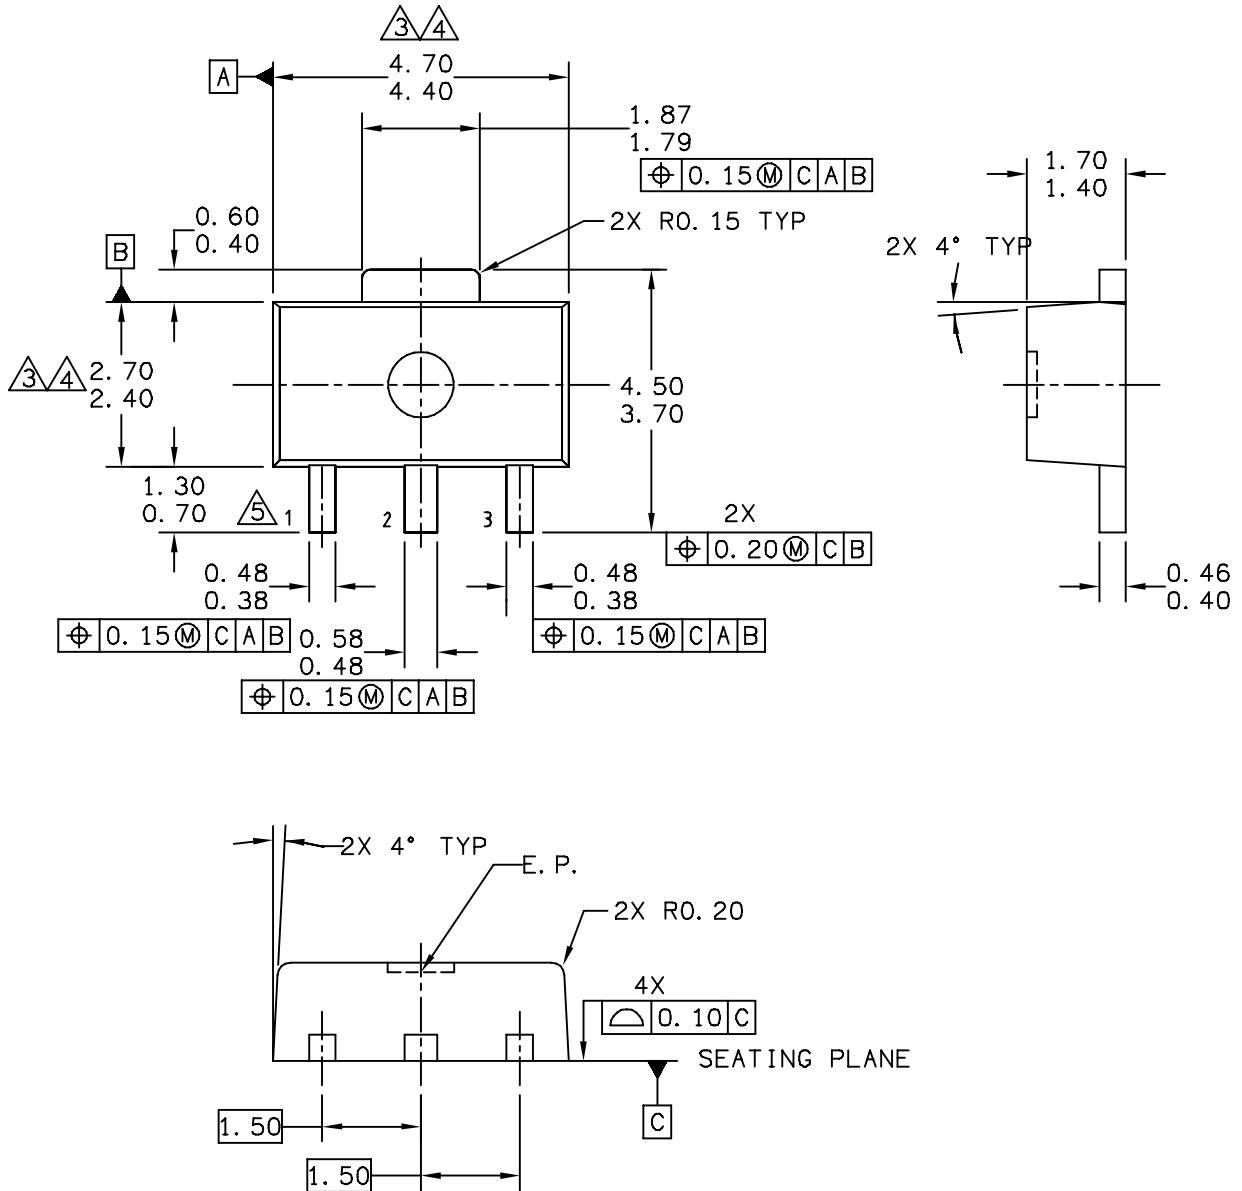 3 4
A
4.70
4.40
1.87
1.79
⌖ 0.15 Ⓜ C A B
1.70
1.40
0.60
0.40
2X R0.15 TYP
B
2X 4° TYP
3 4
2.70
2.40
4.50
3.70
1.30
0.70
5
1
2
3
2X
⌖ 0.20 Ⓜ C B
0.48
0.38
0.48
0.38
0.46
0.40
⌖ 0.15 Ⓜ C A B
0.58
0.48
⌖ 0.15 Ⓜ C A B
⌖ 0.15 Ⓜ C A B
2X 4° TYP
E.P.
2X R0.20
4X
⌓ 0.10 C
SEATING PLANE
C
1.50
1.50